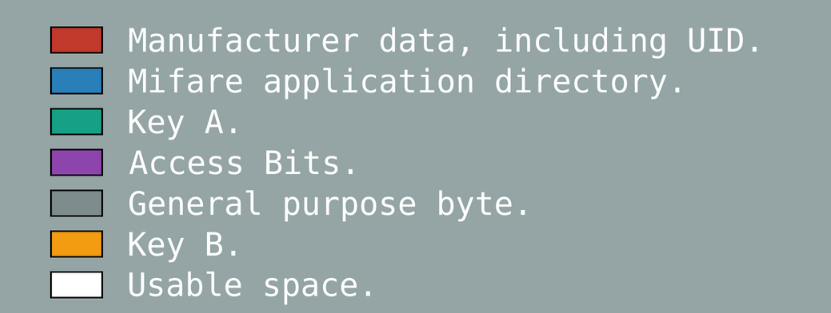 Manufacturer data, including UID.
Mifare application directory.
Key A.
Access Bits.
General purpose byte.
Key B.
Usable space.